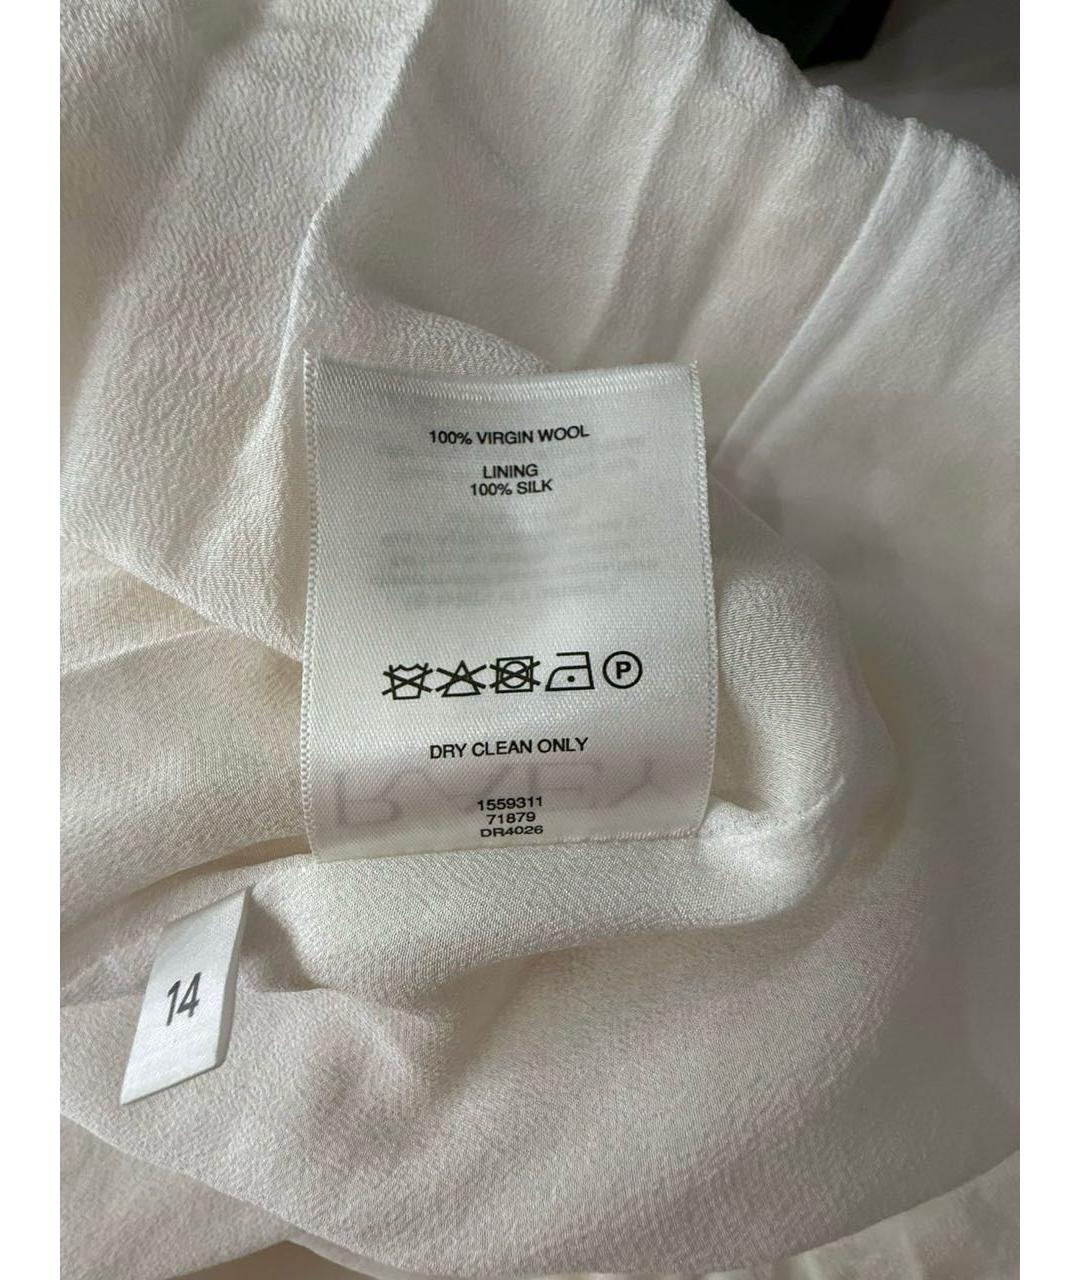 100% VIRGIN WOOL
LINING
100% SILK
P
DRY CLEAN ONLY
1559311
71879
DR4026
14